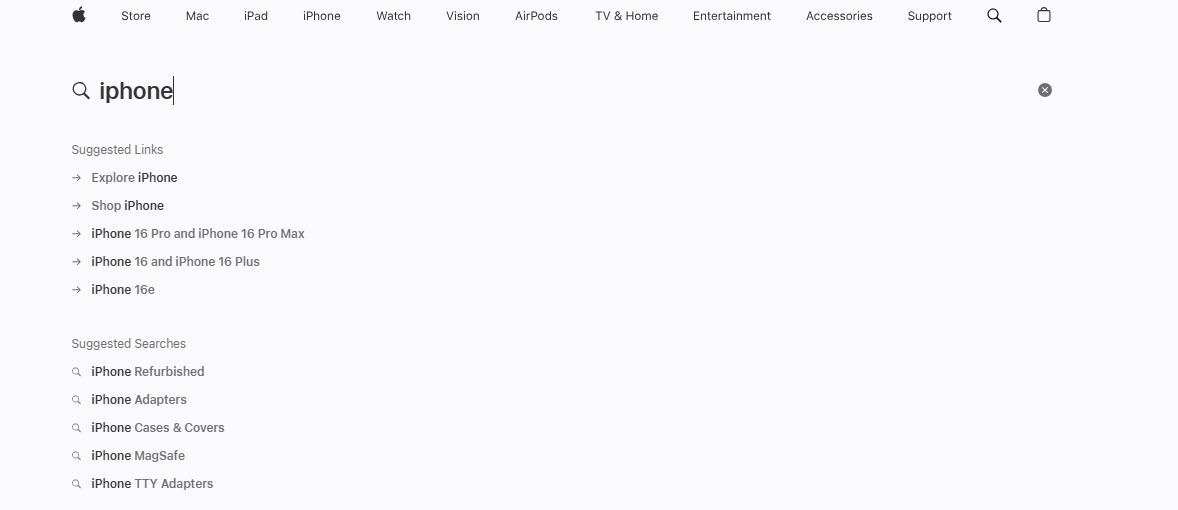 Store Mac iPad iPhone Watch Vision AirPods TV & Home Entertainment Accessories Support
iphone
Suggested Links
Explore iPhone
Shop iPhone
iPhone 16 Pro and iPhone 16 Pro Max
iPhone 16 and iPhone 16 Plus
iPhone 16e
Suggested Searches
iPhone Refurbished
iPhone Adapters
iPhone Cases & Covers
iPhone MagSafe
iPhone TTY Adapters